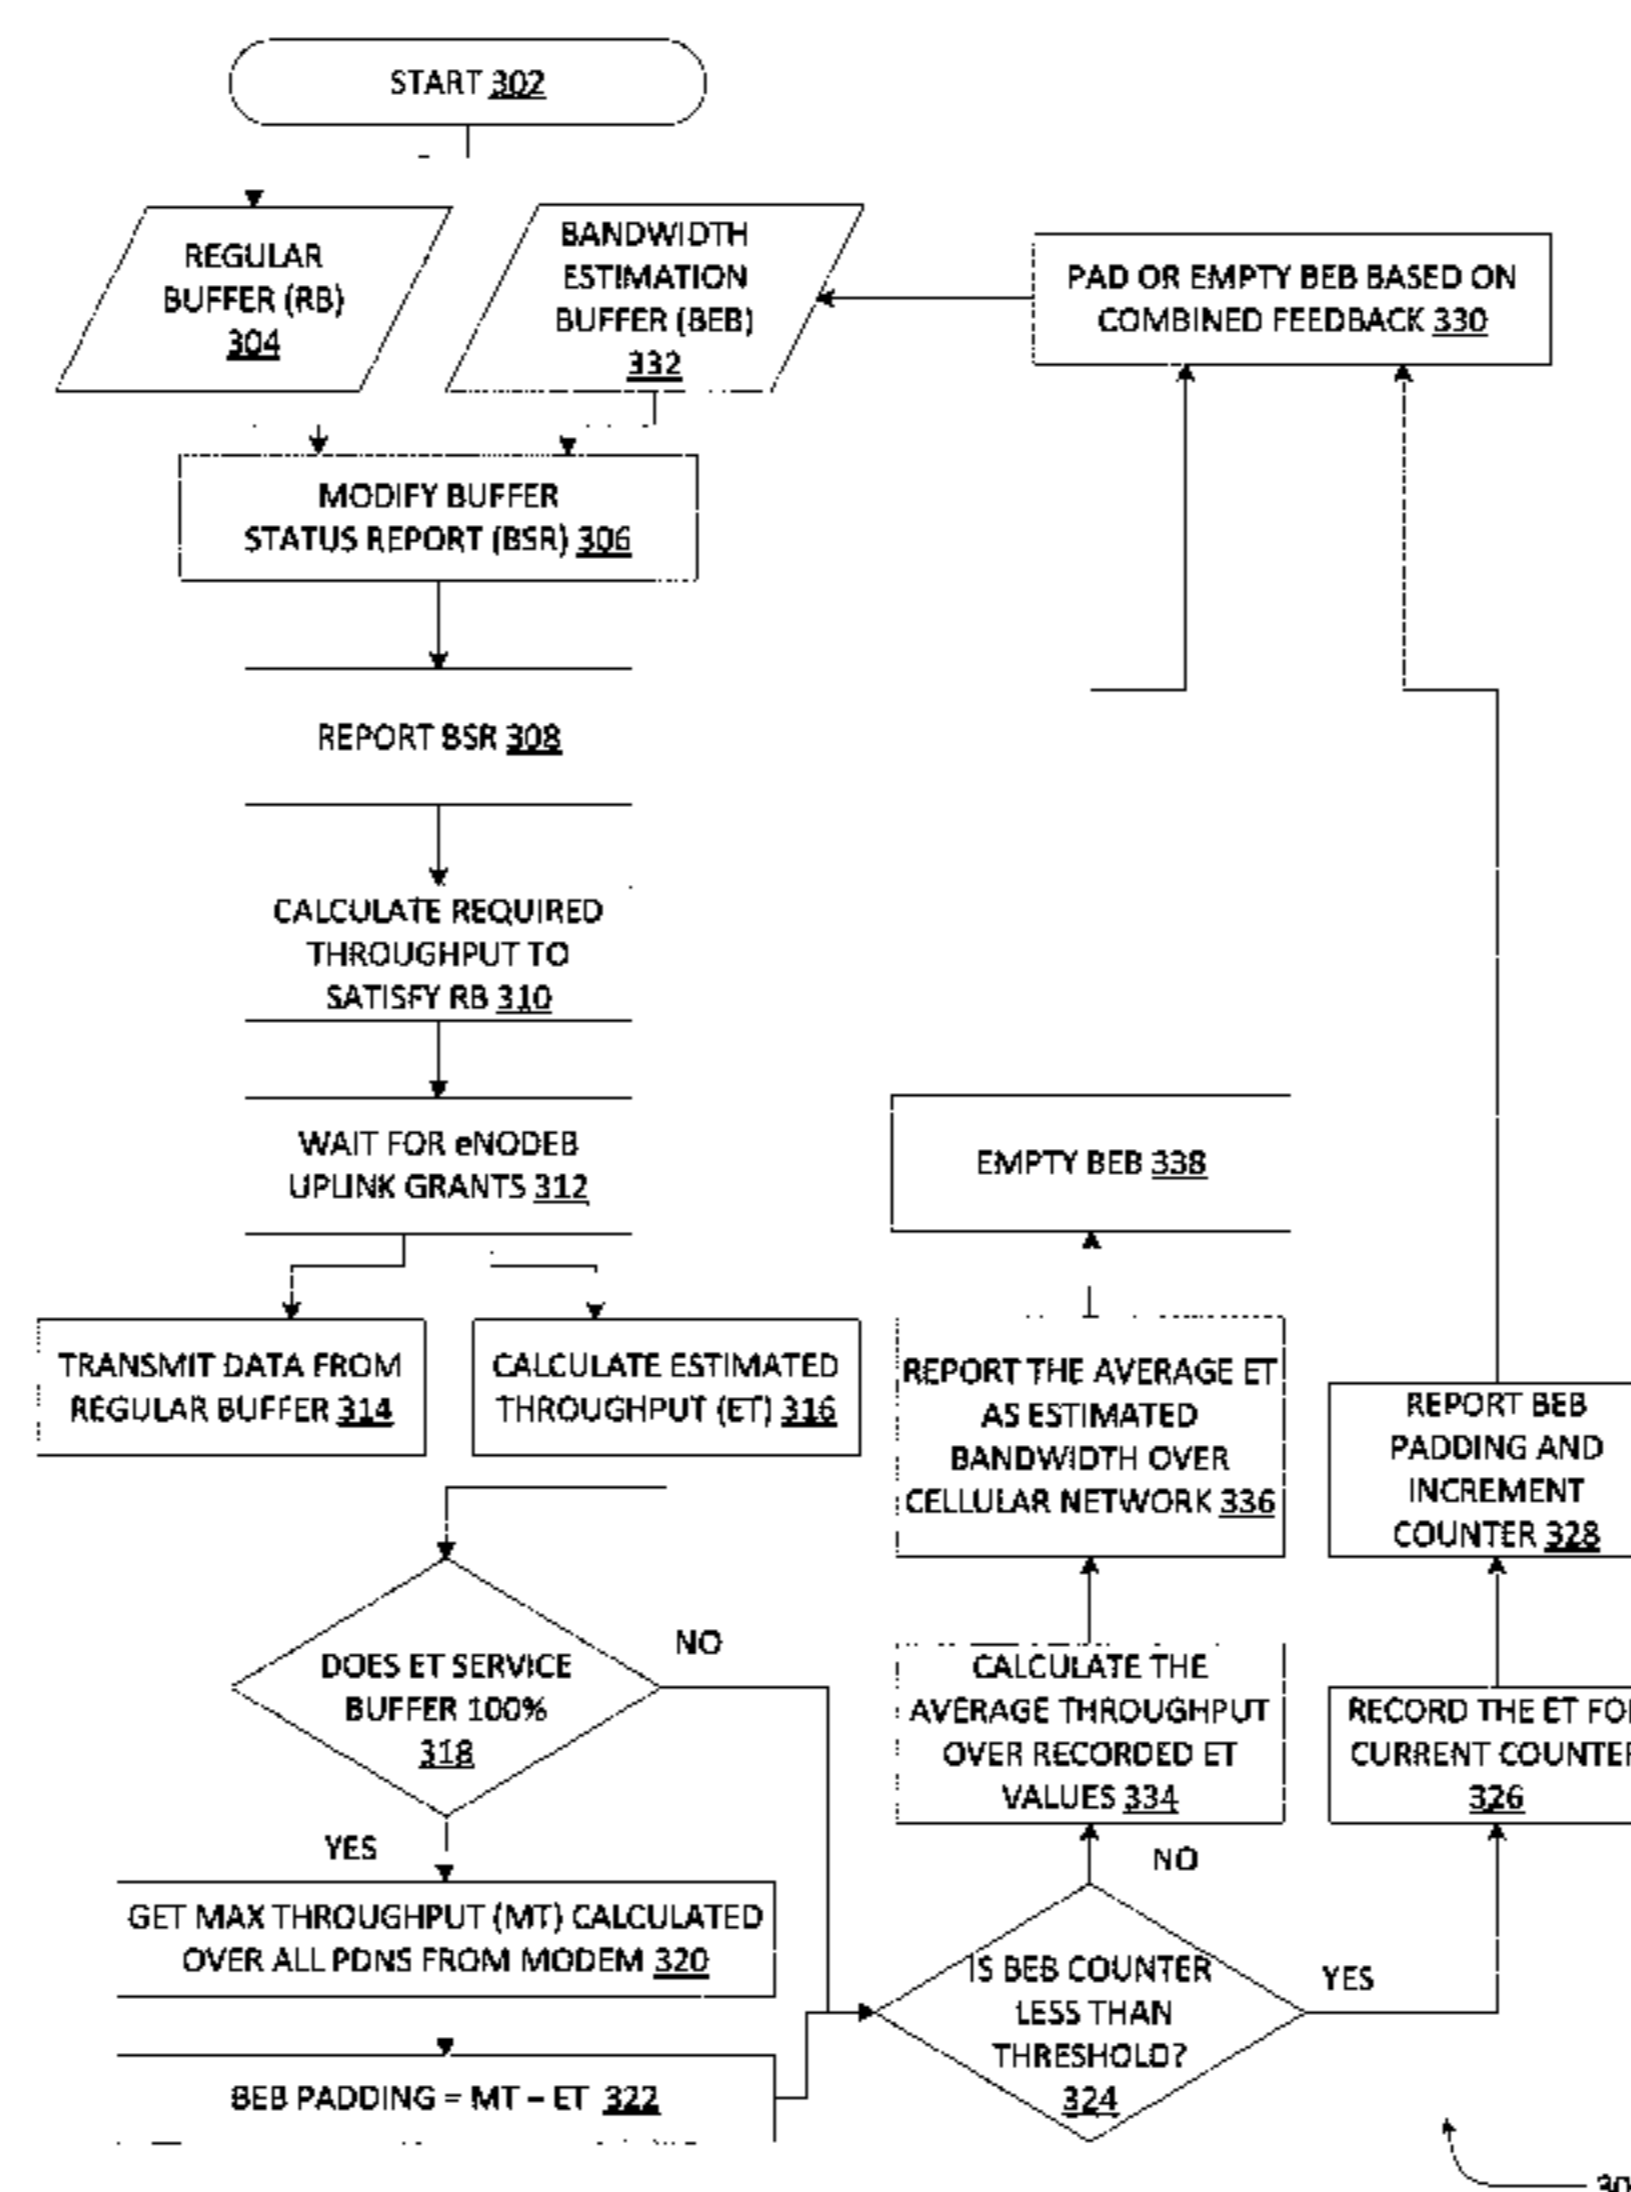 START 302
REGULAR
BUFFER (RB)
304
BANDWIDTH
ESTIMATION
BUFFER (BEB)
332
PAD OR EMPTY BEB BASED ON
COMBINED FEEDBACK 330
MODIFY BUFFER
STATUS REPORT (BSR) 306
REPORT BSR 308
CALCULATE REQUIRED
THROUGHPUT TO
SATISFY RB 310
WAIT FOR eNODEB
UPLINK GRANTS 312
EMPTY BEB 338
TRANSMIT DATA FROM
REGULAR BUFFER 314
CALCULATE ESTIMATED
THROUGHPUT (ET) 316
REPORT THE AVERAGE ET
AS ESTIMATED
BANDWIDTH OVER
CELLULAR NETWORK 336
REPORT BEB
PADDING AND
INCREMENT
COUNTER 328
DOES ET SERVICE
BUFFER 100%
318
NO
YES
CALCULATE THE
AVERAGE THROUGHPUT
OVER RECORDED ET
VALUES 334
RECORD THE ET FO
CURRENT COUNTE
326
NO
GET MAX THROUGHPUT (MT) CALCULATED
OVER ALL PDNS FROM MODEM 320
BEB PADDING = MT – ET 322
IS BEB COUNTER
LESS THAN
THRESHOLD?
324
YES
30